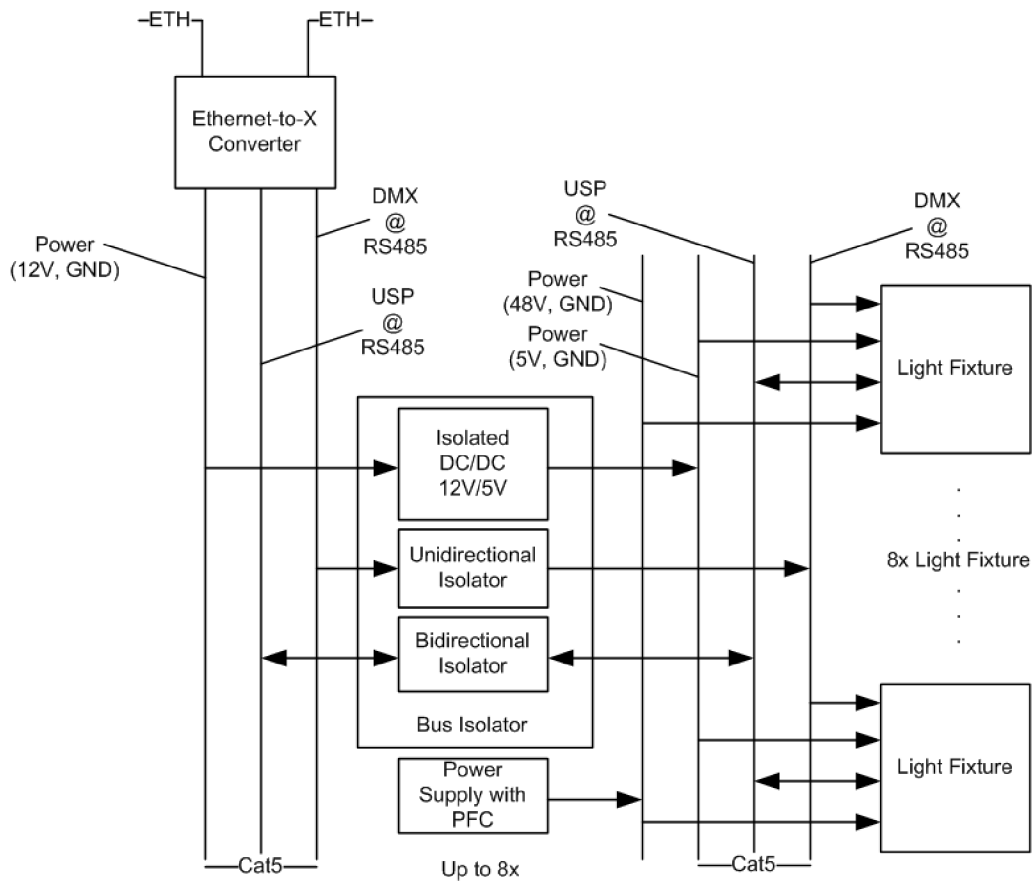 ETH
ETH
Ethernet-to-X
Converter
DMX
@
RS485
Power
(12V, GND)
USP
@
RS485
USP
@
RS485
DMX
@
RS485
Power
(48V, GND)
Power
(5V, GND)
Light Fixture
Isolated
DC/DC
12V/5V
Unidirectional
Isolator
8x Light Fixture
Bidirectional
Isolator
Bus Isolator
Power
Supply with
PFC
Light Fixture
Cat5
Up to 8x
Cat5